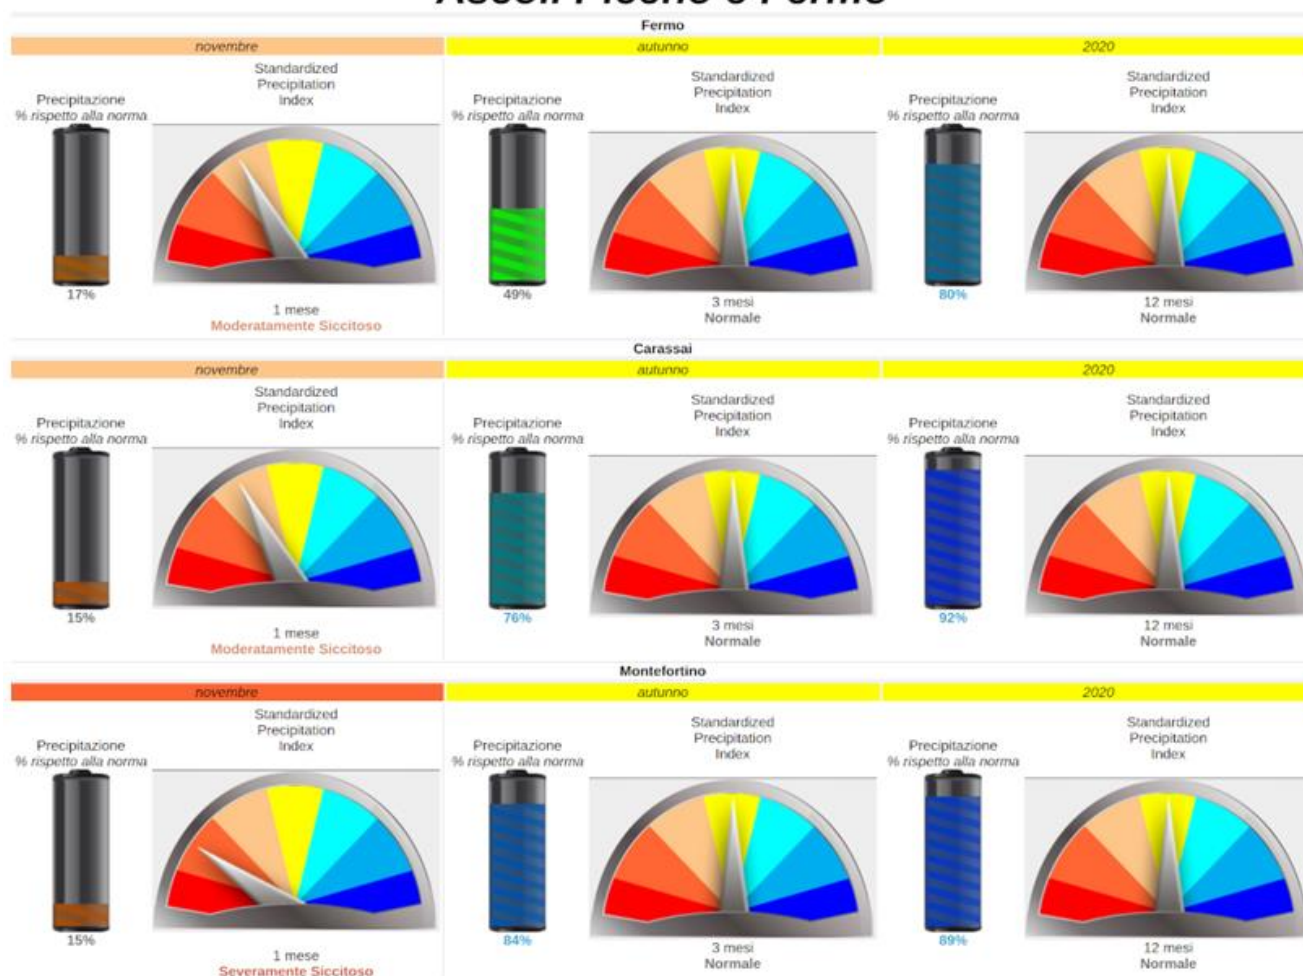 Ascoli Piceno e Fermo
Fermo
novembre
autunno
2020
Standardized
Precipitation
Index
Precipitazione
% rispetto alla norma
17%
1 mese
Moderatamente Siccitoso
Standardized
Precipitation
Index
Precipitazione
% rispetto alla norma
49%
3 mesi
Normale
Standardized
Precipitation
Index
Precipitazione
% rispetto alla norma
80%
12 mesi
Normale
Carassai
novembre
autunno
2020
Standardized
Precipitation
Index
Precipitazione
% rispetto alla norma
15%
1 mese
Moderatamente Siccitoso
Standardized
Precipitation
Index
Precipitazione
% rispetto alla norma
76%
3 mesi
Normale
Standardized
Precipitation
Index
Precipitazione
% rispetto alla norma
92%
12 mesi
Normale
Montefortino
novembre
autunno
2020
Standardized
Precipitation
Index
Precipitazione
% rispetto alla norma
15%
1 mese
Severamente Siccitoso
Standardized
Precipitation
Index
Precipitazione
% rispetto alla norma
84%
3 mesi
Normale
Standardized
Precipitation
Index
Precipitazione
% rispetto alla norma
89%
12 mesi
Normale